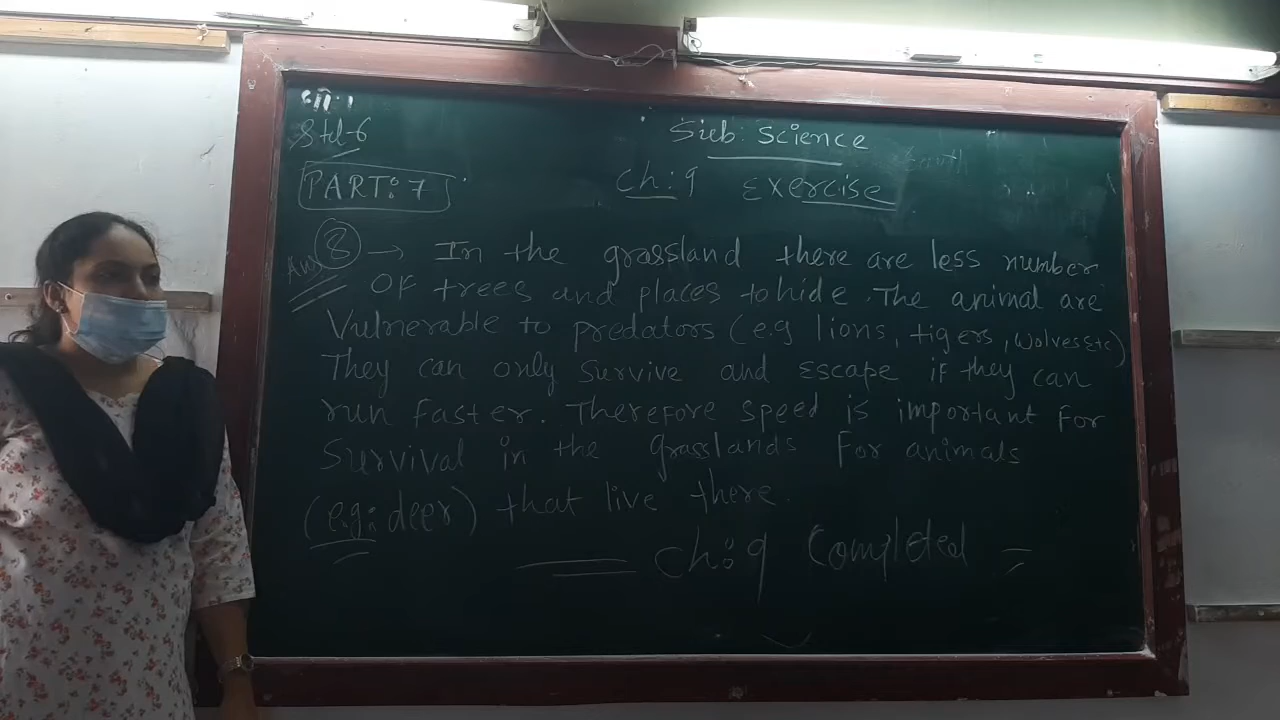 Std-6
Sub: Science
PART: 7
Ch: 9 Exercise
Ans 8 → In the grassland there are less number
of trees and places to hide. The animal are
Vulnerable to predators (e.g lions, tigers, wolves etc)
They can only survive and escape if they can
run faster. Therefore speed is important for
Survival in the grasslands for animals
(e.g: deer) that live there.
Ch: 9 Completed